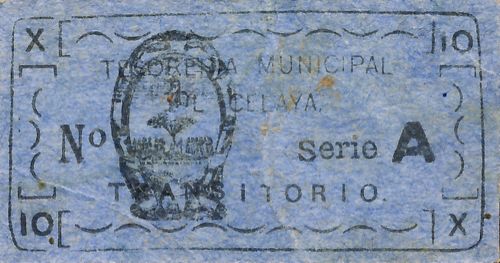 X 10
TESORERIA MUNICIPAL
DE CELAYA.
Nº Serie A
TRANSITORIO.
10 X